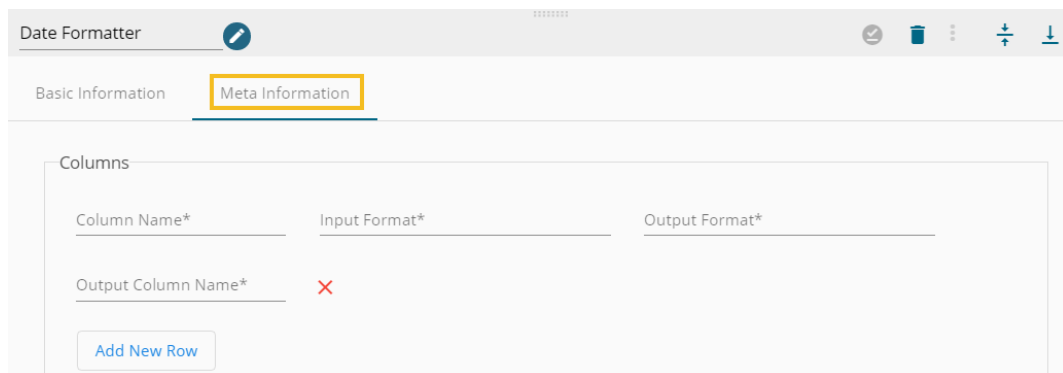 Date Formatter
Basic Information Meta Information
Columns
Column Name* Input Format* Output Format*
Output Column Name*
Add New Row